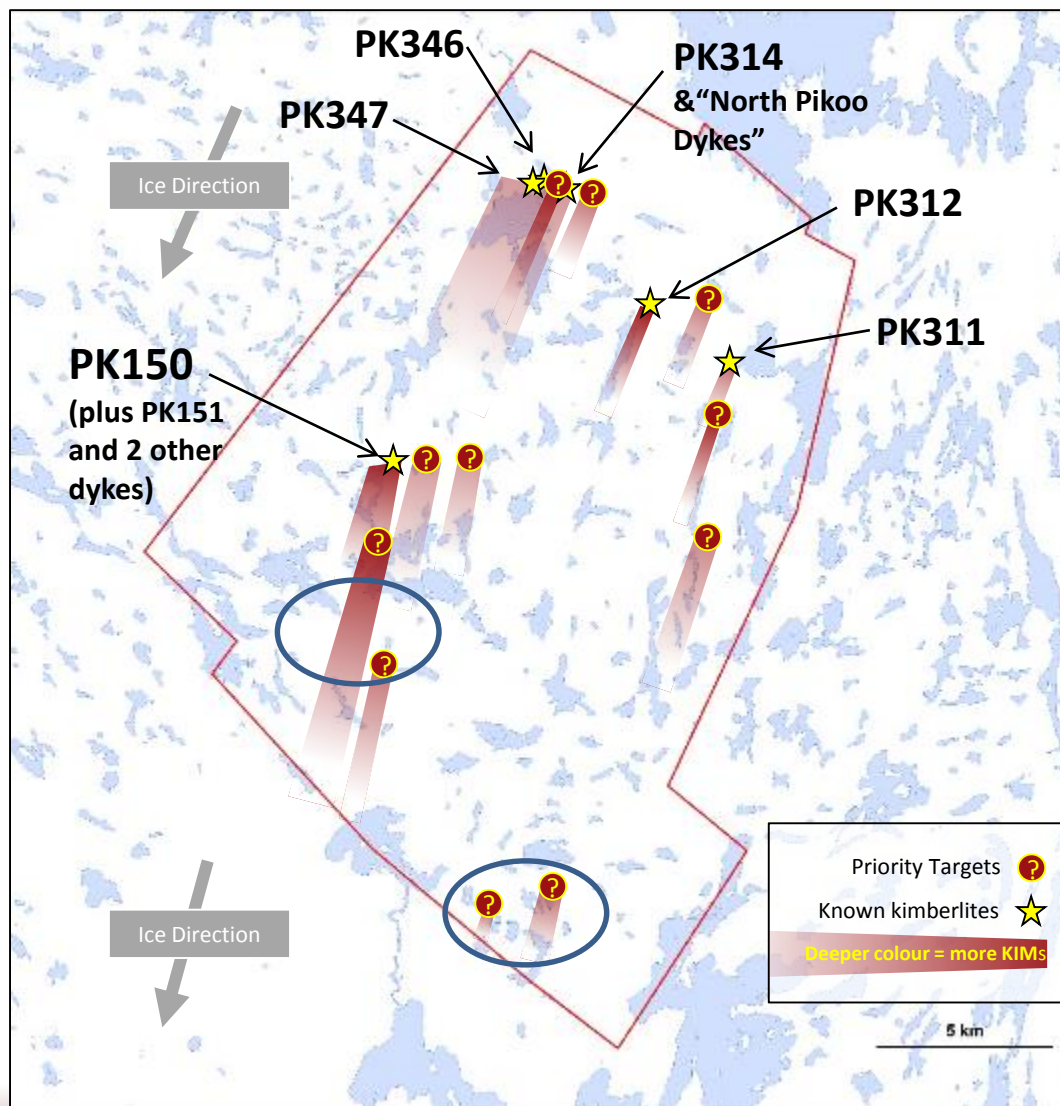 PK346
PK314
&“North Pikoo
Dykes”
PK347
Ice Direction
?
?
PK312
?
PK311
PK150
(plus PK151
and 2 other
dykes)
?
?
?
?
?
?
?
?
Ice Direction
Priority Targets ?
Known kimberlites
Deeper colour = more KIMs
5 km